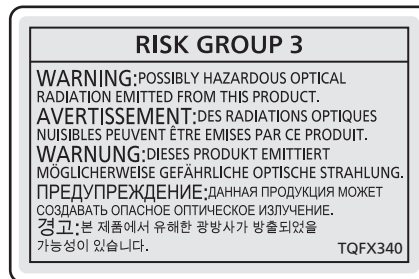 RISK GROUP 3
WARNING:POSSIBLY HAZARDOUS OPTICAL
RADIATION EMITTED FROM THIS PRODUCT.
AVERTISSEMENT:DES RADIATIONS OPTIQUES
NUISIBLES PEUVENT ÊTRE EMISES PAR CE PRODUIT.
WARNUNG:DIESES PRODUKT EMITTIERT
MÖGLICHERWEISE GEFÄHRLICHE OPTISCHE STRAHLUNG.
ПРЕДУПРЕЖДЕНИЕ:ДАННАЯ ПРОДУКЦИЯ МОЖЕТ
СОЗДАВАТЬ ОПАСНОЕ ОПТИЧЕСКОЕ ИЗЛУЧЕНИЕ.
경고:본 제품에서 유해한 광방사가 방출되었을
가능성이 있습니다. TQFX340